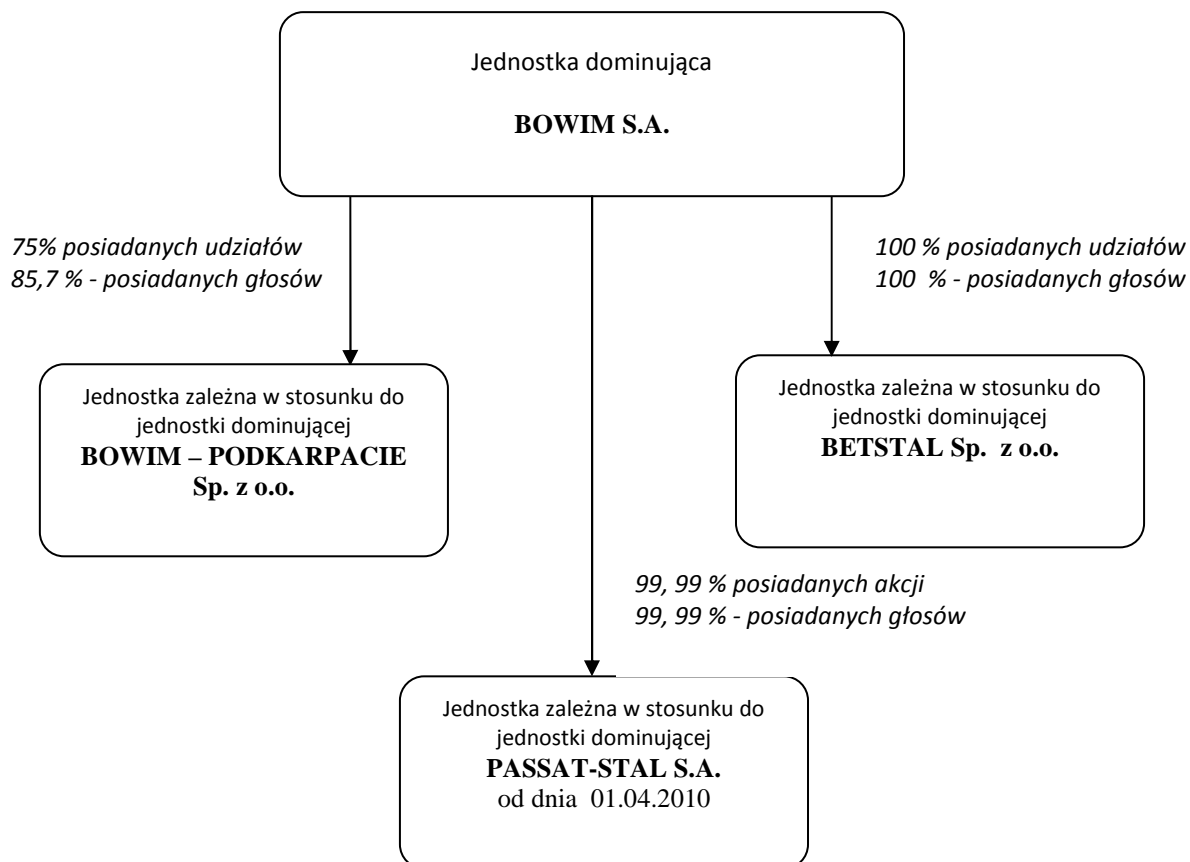 Jednostka dominująca
BOWIM S.A.
75% posiadanych udziałów
85,7 % - posiadanych głosów
100 % posiadanych udziałów
100  % - posiadanych głosów
Jednostka zależna w stosunku do
jednostki dominującej
BOWIM – PODKARPACIE
Sp. z o.o.
Jednostka zależna w stosunku do
jednostki dominującej
BETSTAL Sp.  z o.o.
99, 99 % posiadanych akcji
99, 99 % - posiadanych głosów
Jednostka zależna w stosunku do
jednostki dominującej
PASSAT-STAL S.A.
od dnia  01.04.2010